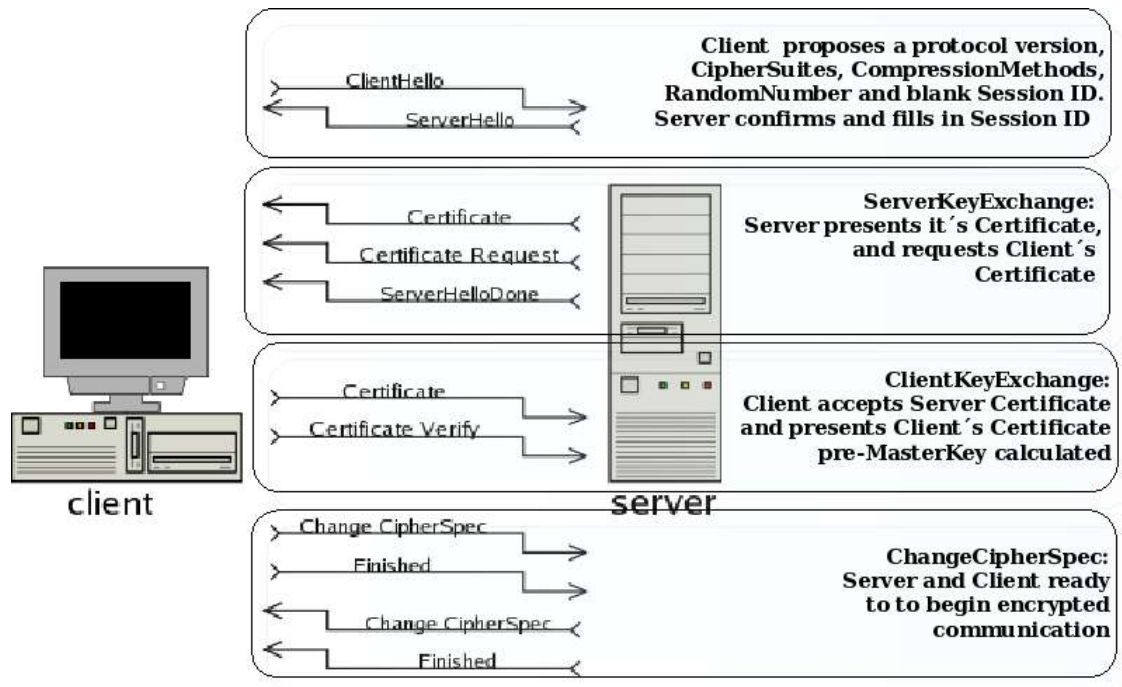 ClientHello
ServerHello
Client  proposes a protocol version,
CipherSuites, CompressionMethods,
RandomNumber and blank Session ID.
Server confirms and fills in Session ID
Certificate
Certificate Request
ServerHelloDone
ServerKeyExchange:
Server presents it´s Certificate,
and requests Client´s
Certificate
Certificate
Certificate Verify
ClientKeyExchange:
Client accepts Server Certificate
and presents Client´s Certificate
pre-MasterKey calculated
client
server
Change CipherSpec
Finished
Change CipherSpec
Finished
ChangeCipherSpec:
Server and Client ready
to to begin encrypted
communication